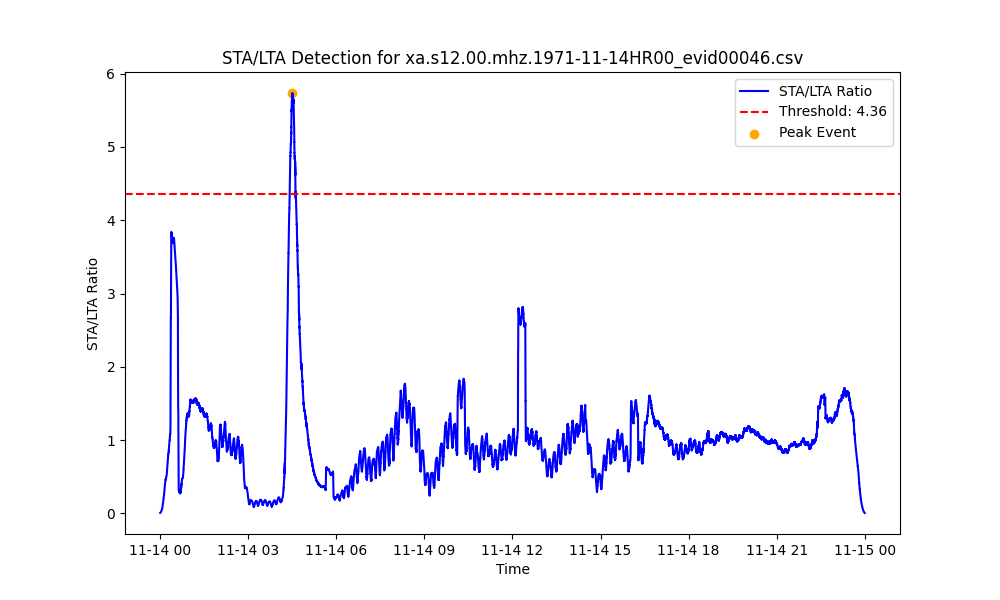 STA/LTA Detection for xa.s12.00.mhz.1971-11-14HR00_evid00046.csv
STA/LTA Ratio
Threshold: 4.36
Peak Event
6
5
4
3
2
1
0
STA/LTA Ratio
11-14 00
11-14 03
11-14 06
11-14 09
11-14 12
11-14 15
11-14 18
11-14 21
11-15 00
Time